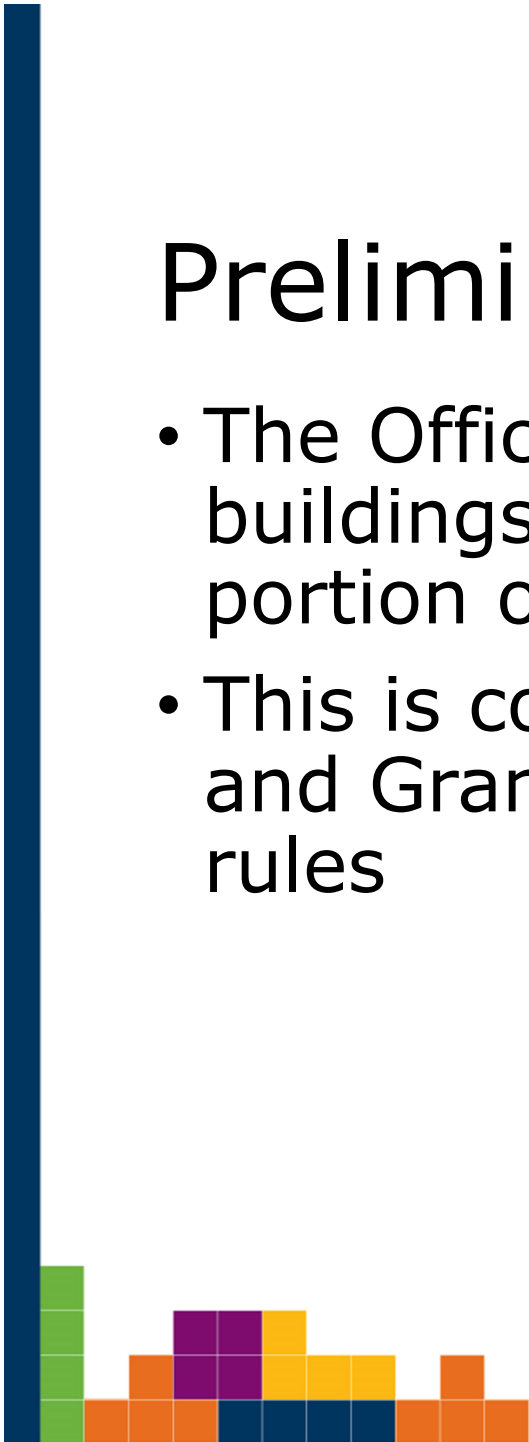 Prelimi
• The Offic
buildings
portion o
• This is co
and Gran
rules